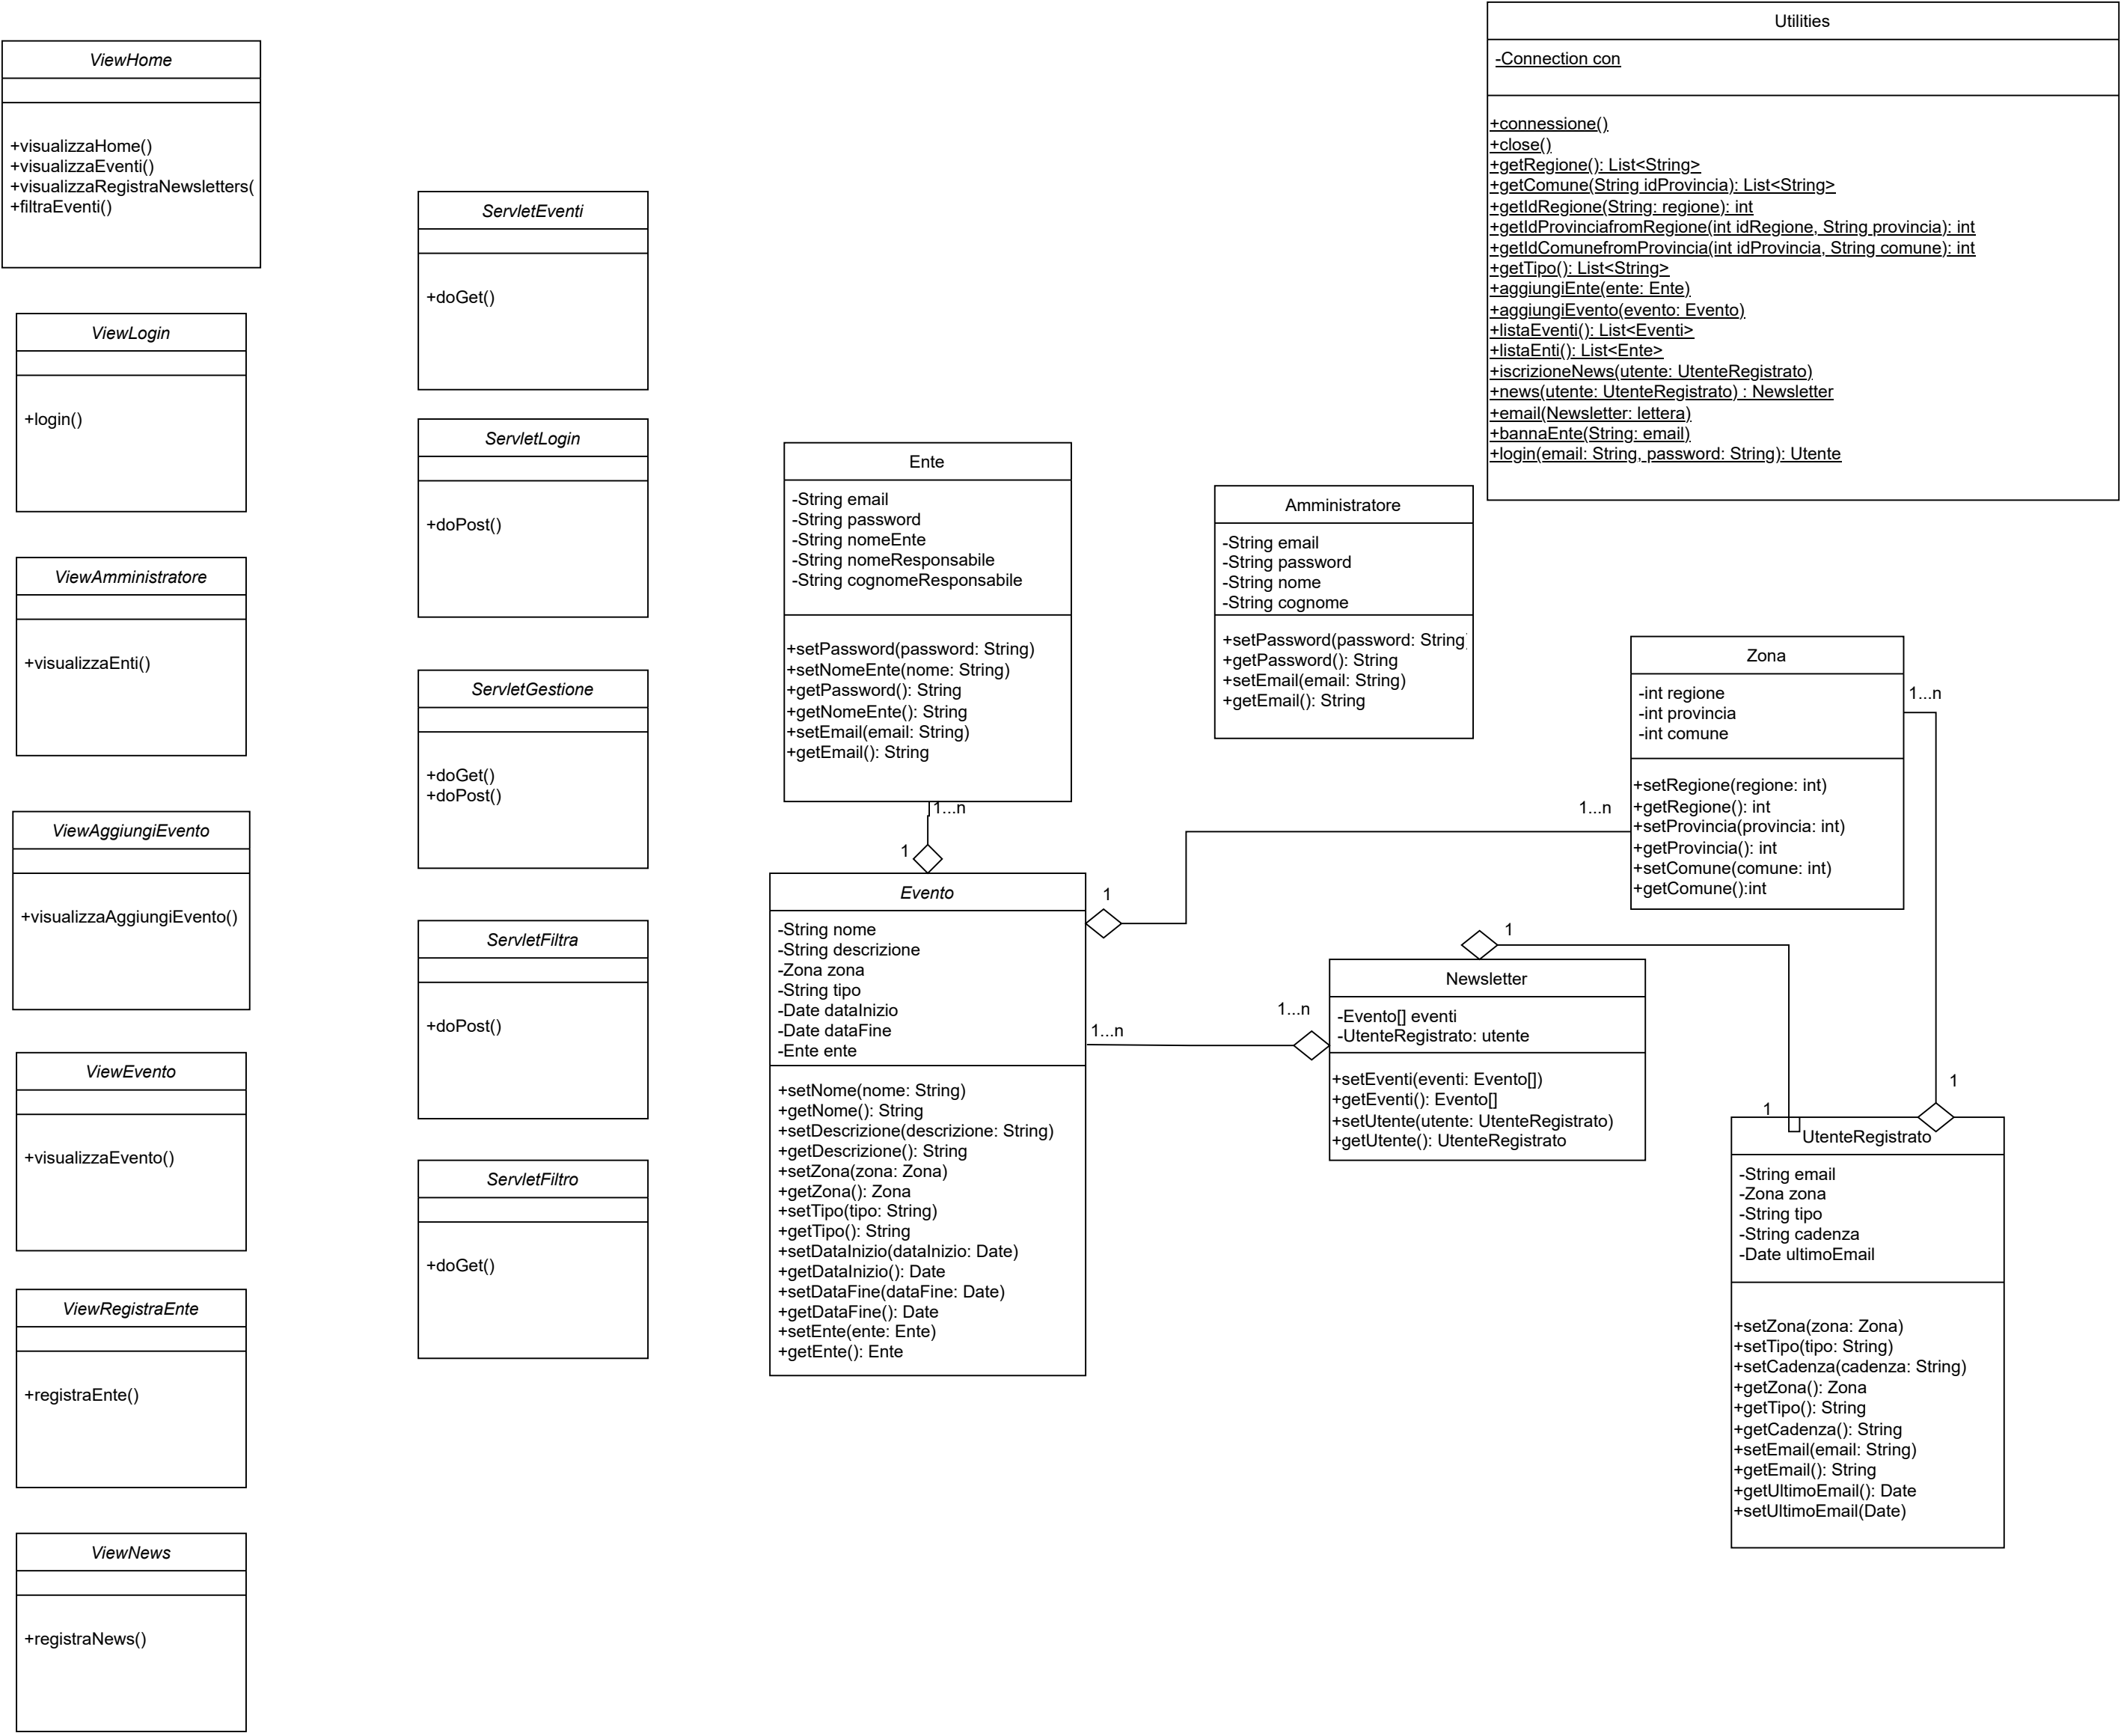 ViewHome
+visualizzaHome()
+visualizzaEventi()
+visualizzaRegistraNewsletters(
+filtraEventi()
ViewLogin
+login()
ViewAmministratore
+visualizzaEnti()
ViewAggiungiEvento
+visualizzaAggiungiEvento()
ViewEvento
+visualizzaEvento()
ViewRegistraEnte
+registraEnte()
ViewNews
+registraNews()
ServletEventi
+doGet()
ServletLogin
+doPost()
ServletGestione
+doGet()
+doPost()
ServletFiltra
+doPost()
ServletFiltro
+doGet()
Ente
-String email
-String password
-String nomeEnte
-String nomeResponsabile
-String cognomeResponsabile
+setPassword(password: String)
+setNomeEnte(nome: String)
+getPassword(): String
+getNomeEnte(): String
+setEmail(email: String)
+getEmail(): String
1...n
1
Evento
-String nome
-String descrizione
-Zona zona
-String tipo
-Date dataInizio
-Date dataFine
-Ente ente
+setNome(nome: String)
+getNome(): String
+setDescrizione(descrizione: String)
+getDescrizione(): String
+setZona(zona: Zona)
+getZona(): Zona
+setTipo(tipo: String)
+getTipo(): String
+setDataInizio(dataInizio: Date)
+getDataInizio(): Date
+setDataFine(dataFine: Date)
+getDataFine(): Date
+setEnte(ente: Ente)
+getEnte(): Ente
1
1...n
1...n
1...n
Amministratore
-String email
-String password
-String nome
-String cognome
+setPassword(password: String)
+getPassword(): String
+setEmail(email: String)
+getEmail(): String
Newsletter
-Evento[] eventi
-UtenteRegistrato: utente
+setEventi(eventi: Evento[])
+getEventi(): Evento[]
+setUtente(utente: UtenteRegistrato)
+getUtente(): UtenteRegistrato
1
1
Utilities
-Connection con
+connessione()
+close()
+getRegione(): List<String>
+getComune(String idProvincia): List<String>
+getIdRegione(String: regione): int
+getIdProvinciafromRegione(int idRegione, String provincia): int
+getIdComunefromProvincia(int idProvincia, String comune): int
+getTipo(): List<String>
+aggiungiEnte(ente: Ente)
+aggiungiEvento(evento: Evento)
+listaEventi(): List<Eventi>
+listaEnti(): List<Ente>
+iscrizioneNews(utente: UtenteRegistrato)
+news(utente: UtenteRegistrato) : Newsletter
+email(Newsletter: lettera)
+bannaEnte(String: email)
+login(email: String, password: String): Utente
Zona
-int regione
-int provincia
-int comune
+setRegione(regione: int)
+getRegione(): int
+setProvincia(provincia: int)
+getProvincia(): int
+setComune(comune: int)
+getComune():int
1...n
1
UtenteRegistrato
-String email
-Zona zona
-String tipo
-String cadenza
-Date ultimoEmail
+setZona(zona: Zona)
+setTipo(tipo: String)
+setCadenza(cadenza: String)
+getZona(): Zona
+getTipo(): String
+getCadenza(): String
+setEmail(email: String)
+getEmail(): String
+getUltimoEmail(): Date
+setUltimoEmail(Date)